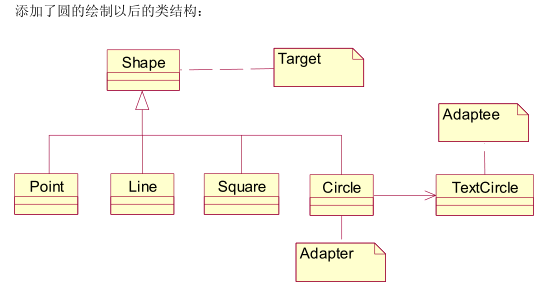 添加了圆的绘制以后的类结构：
Shape
Target
Adaptee
Point
Line
Square
Circle
TextCircle
Adapter